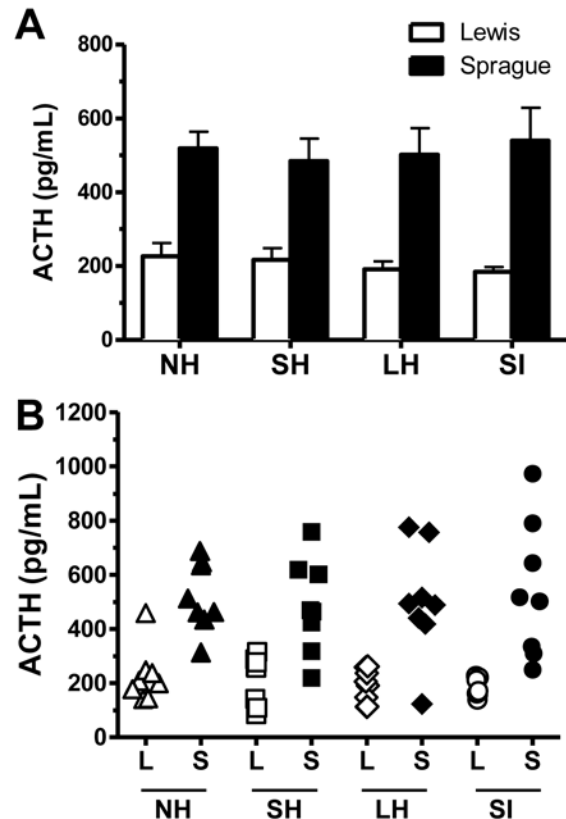 A
Lewis
Sprague
ACTH (pg/mL)
800
600
400
200
0
NH SH LH SI
B
ACTH (pg/mL)
1200
1000
800
600
400
200
0
L S L S L S L S
NH SH LH SI